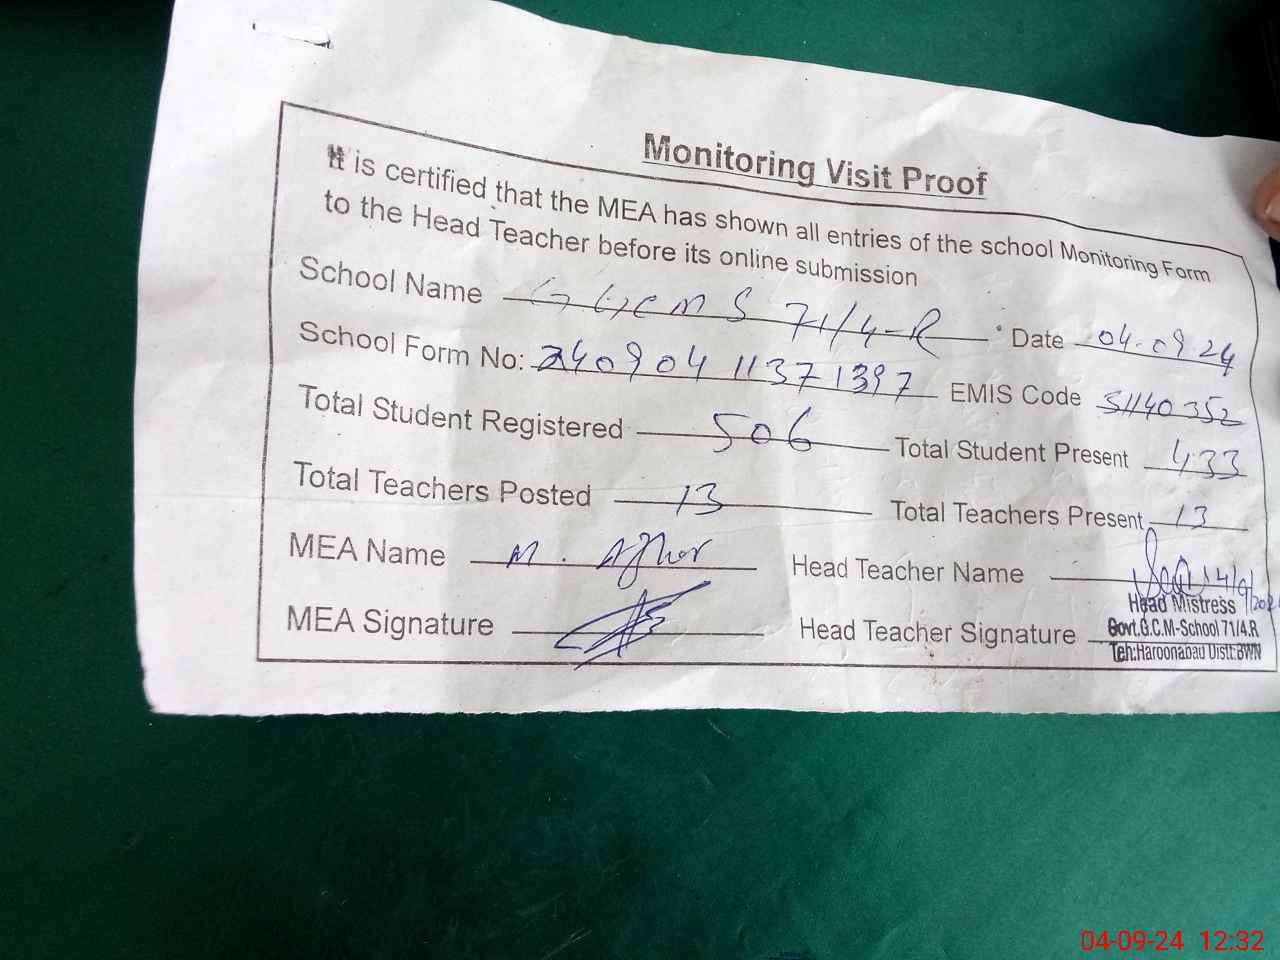 Monitoring Visit Proof
It is certified that the MEA has shown all entries of the school Monitoring Form
to the Head Teacher before its online submission
School Name GGCMS 71/4-R Date 04.09.24
School Form No: 24090411371397 EMIS Code 31140352
Total Student Registered 506 Total Student Present 433
Total Teachers Posted 13 Total Teachers Present 13
MEA Name M. Head Teacher Name
Head Mistress
MEA Signature Head Teacher Signature Govt.G.C.M-School 71/4.R
Teh:Haroonabad Distt:BWN
04-09-24 12:32